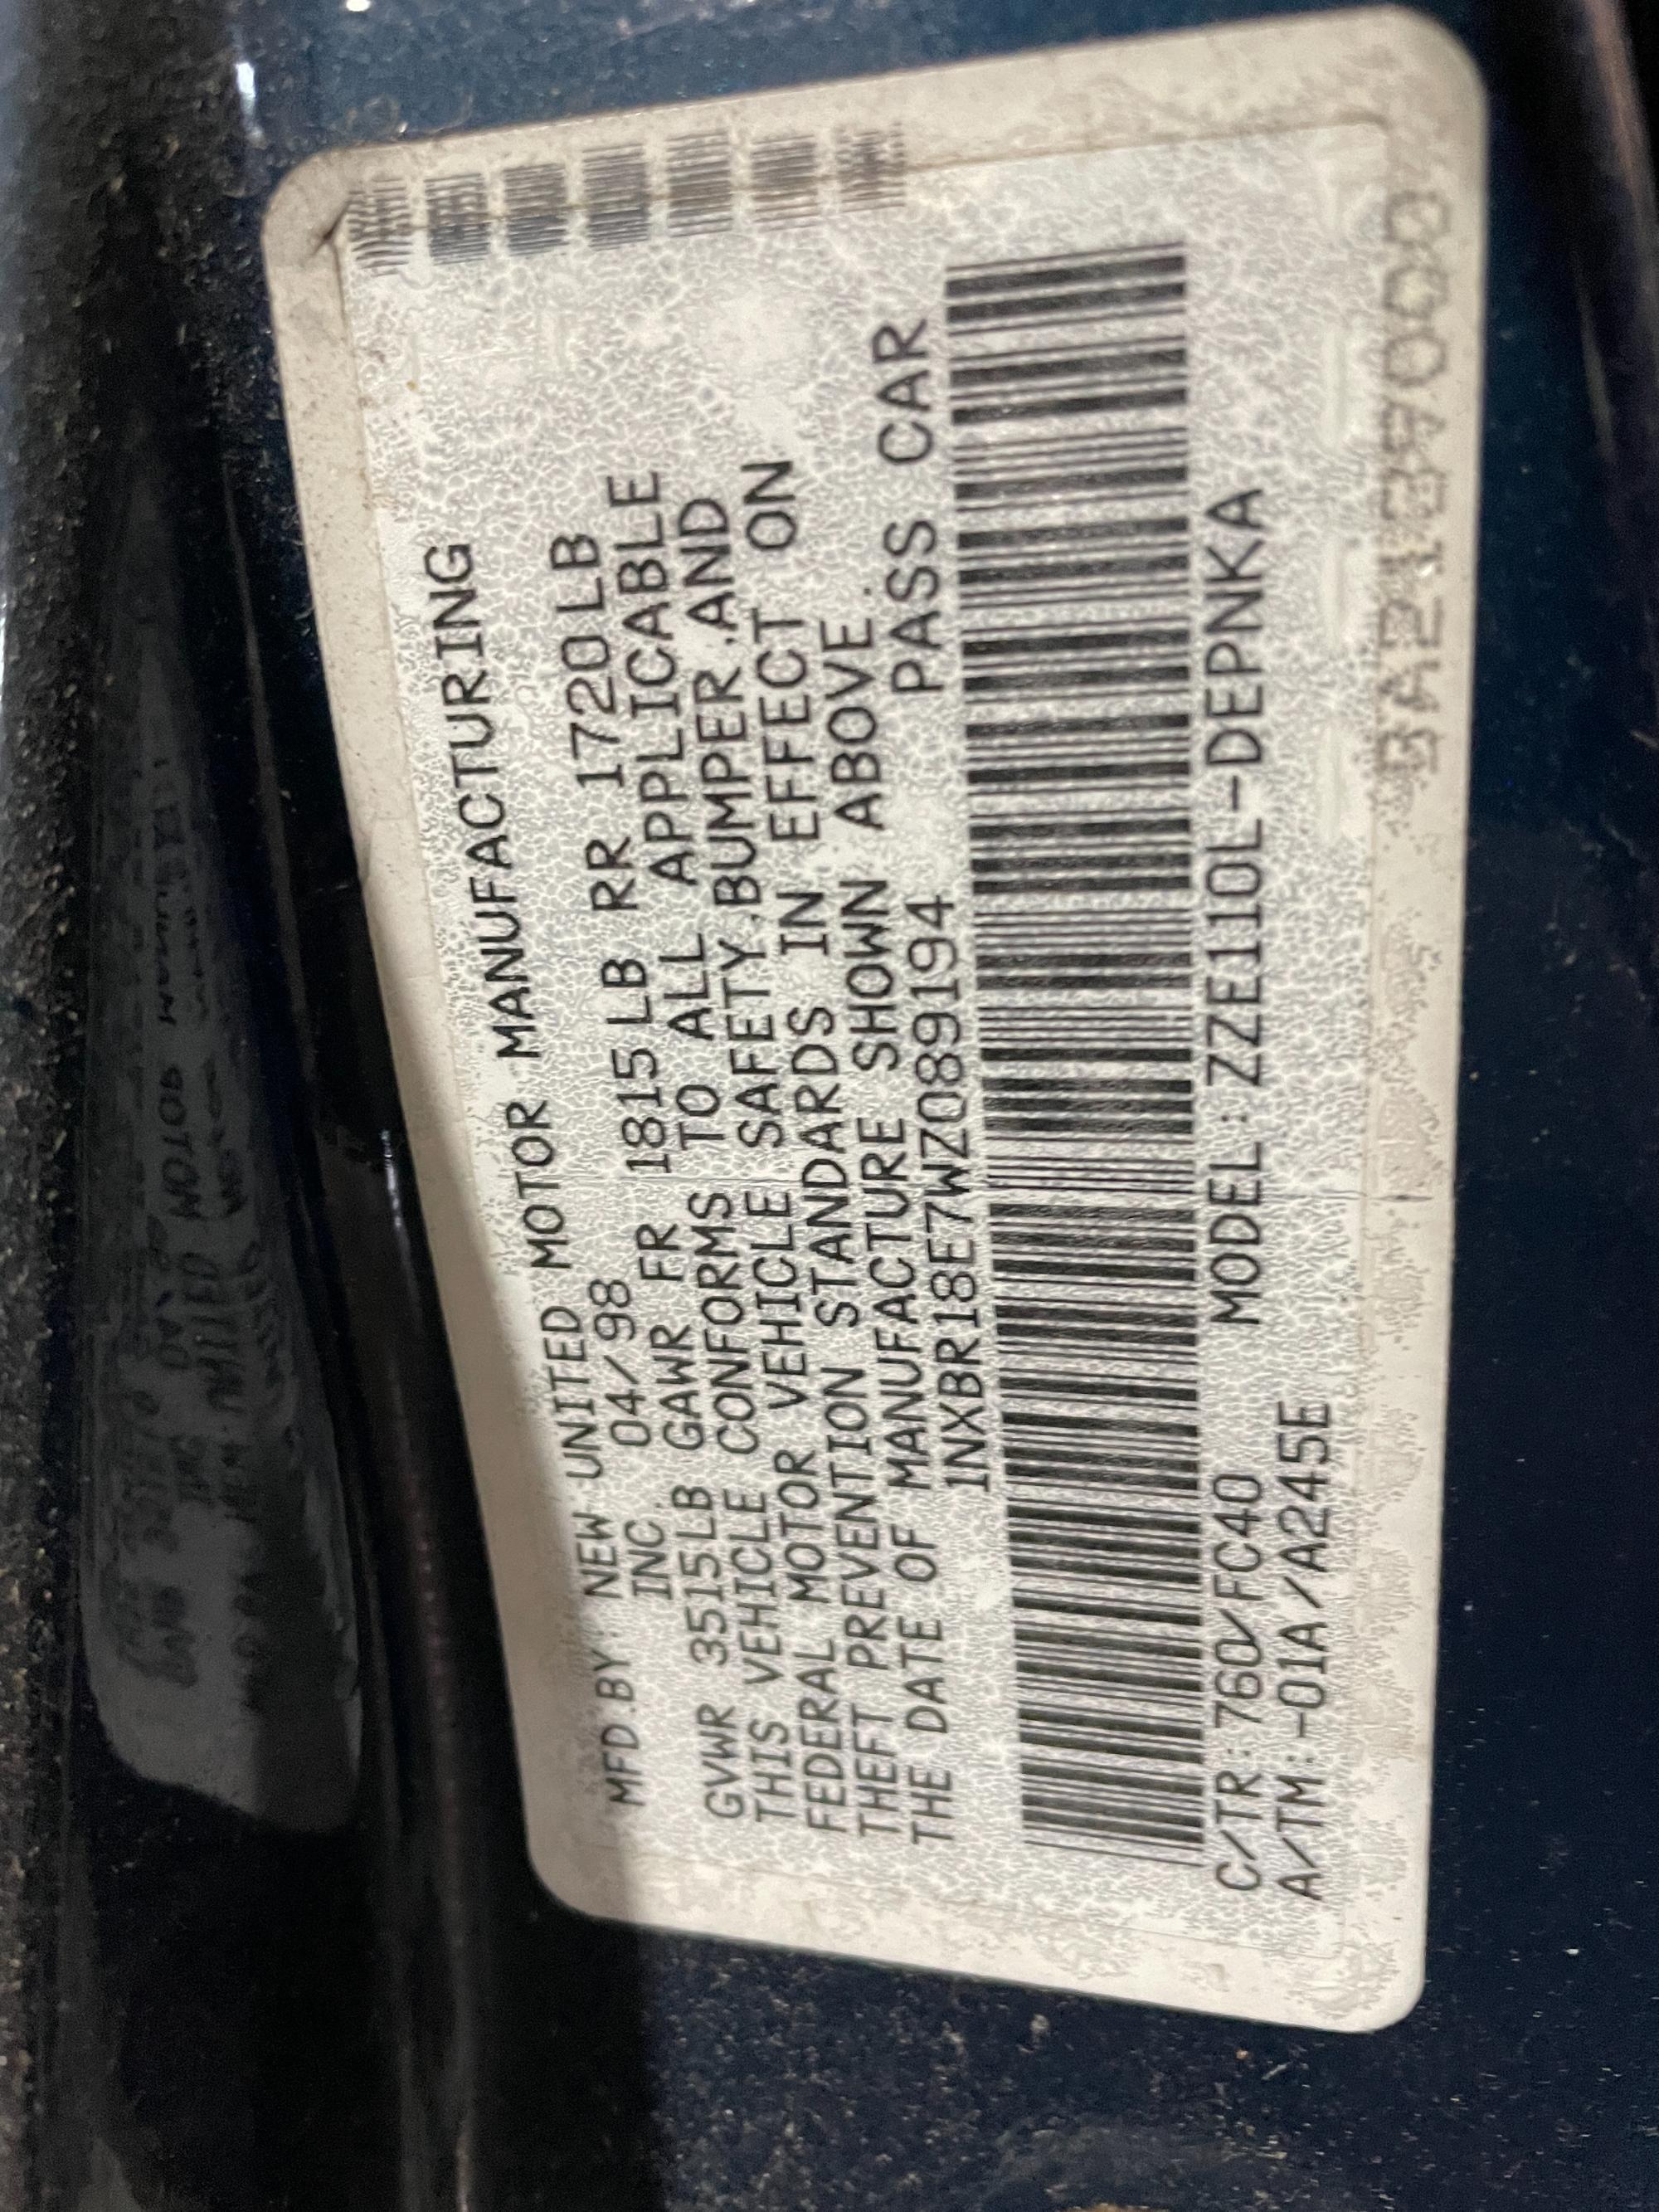 MFD.BY: NEW UNITED MOTOR MANUFACTURING
INC. 04/98
GVWR 3515LB GAWR FR 1815LB RR 1720LB
THIS VEHICLE CONFORMS TO ALL APPLICABLE
FEDERAL MOTOR VEHICLE SAFETY,BUMPER,AND
THEFT PREVENTION STANDARDS IN EFFECT ON
THE DATE OF MANUFACTURE SHOWN ABOVE.
1NXBR18E7WZ089194 PASS CAR
C/TR:760/FC40 MODEL:ZZE110L-DEPNKA
A/TM:-01A/A245E